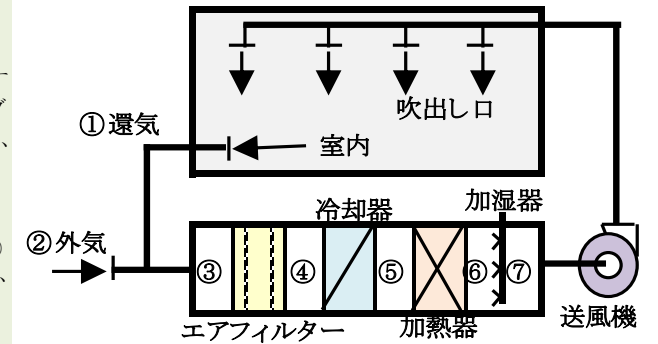 吹出し口
①還気
室内
冷却器
加湿器
②外気
③
④
⑤
⑥
⑦
エアフィルター
加熱器
送風機